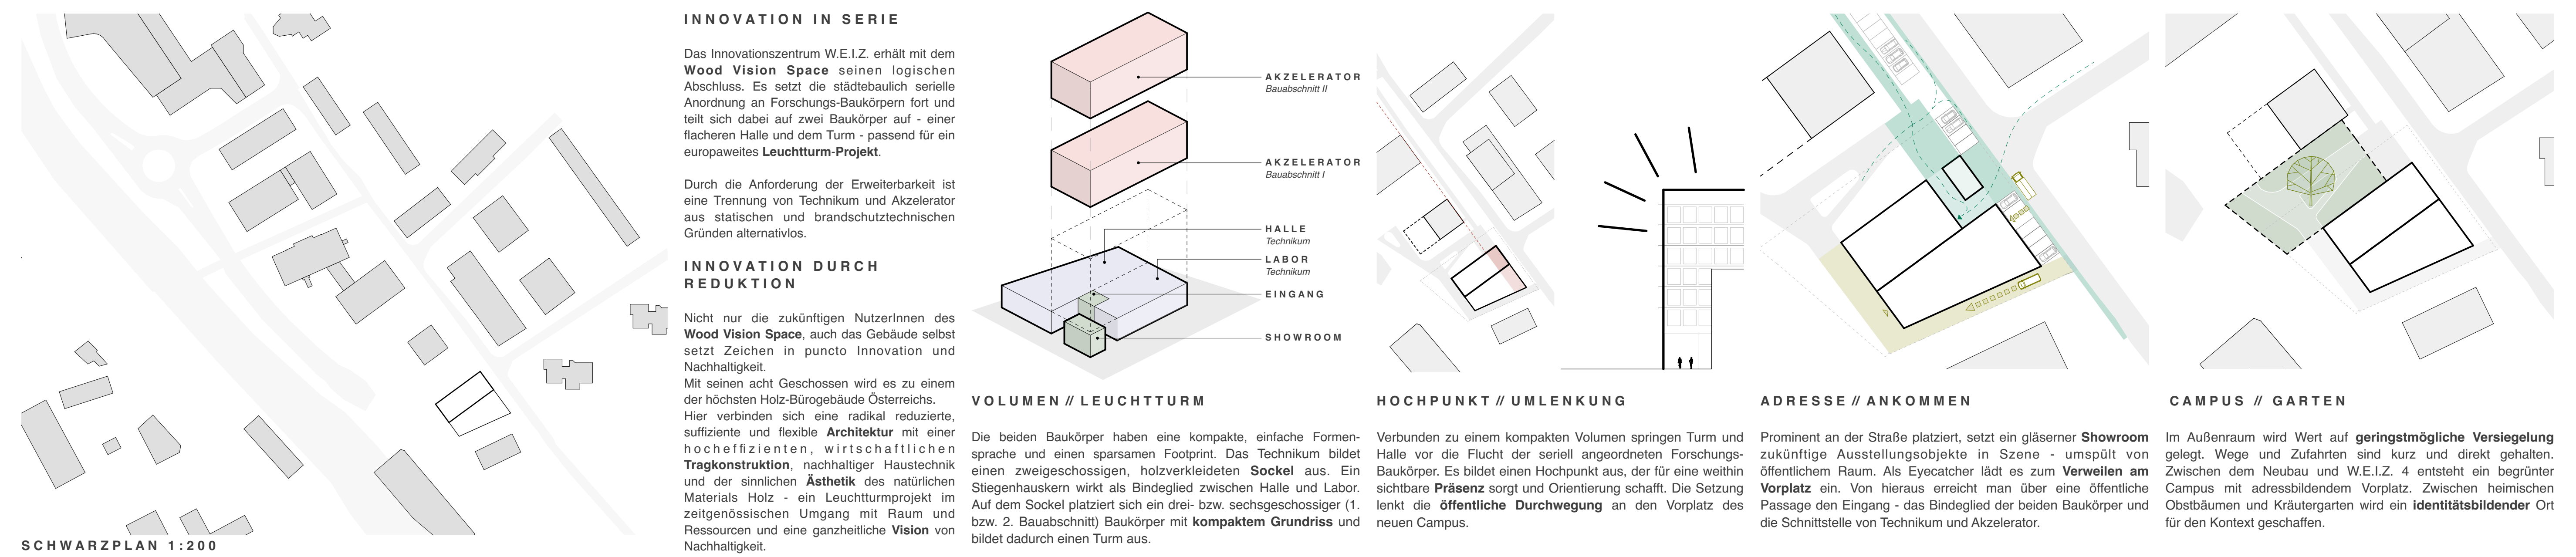 SCHWARZPLAN 1:200
INNOVATION IN SERIE
Das Innovationszentrum W.E.I.Z. erhält mit dem
Wood Vision Space seinen logischen
Abschluss. Es setzt die städtebaulich serielle
Anordnung an Forschungs-Baukörpern fort und
teilt sich dabei auf zwei Baukörper auf - einer
flacheren Halle und dem Turm - passend für ein
europaweites Leuchtturm-Projekt.
Durch die Anforderung der Erweiterbarkeit ist
eine Trennung von Technikum und Akzelerator
aus statischen und brandschutztechnischen
Gründen alternativlos.
INNOVATION DURCH
REDUKTION
Nicht nur die zukünftigen NutzerInnen des
Wood Vision Space, auch das Gebäude selbst
setzt Zeichen in puncto Innovation und
Nachhaltigkeit.
Mit seinen acht Geschossen wird es zu einem
der höchsten Holz-Bürogebäude Österreichs.
Hier verbinden sich eine radikal reduzierte,
suffiziente und flexible Architektur mit einer
hocheffizienten, wirtschaftlichen
Tragkonstruktion, nachhaltiger Haustechnik
und der sinnlichen Ästhetik des natürlichen
Materials Holz - ein Leuchtturmprojekt im
zeitgenössischen Umgang mit Raum und
Ressourcen und eine ganzheitliche Vision von
Nachhaltigkeit.
AKZELERATOR
Bauabschnitt II
AKZELERATOR
Bauabschnitt I
HALLE
Technikum
LABOR
Technikum
EINGANG
SHOWROOM
VOLUMEN // LEUCHTTURM
Die beiden Baukörper haben eine kompakte, einfache Formen-
sprache und einen sparsamen Footprint. Das Technikum bildet
einen zweigeschossigen, holzverkleideten Sockel aus. Ein
Stiegenhauskern wirkt als Bindeglied zwischen Halle und Labor.
Auf dem Sockel platziert sich ein drei- bzw. sechsgeschossiger (1.
bzw. 2. Bauabschnitt) Baukörper mit kompaktem Grundriss und
bildet dadurch einen Turm aus.
HOCHPUNKT // UMLENKUNG
Verbunden zu einem kompakten Volumen springen Turm und
Halle vor die Flucht der seriell angeordneten Forschungs-
Baukörper. Es bildet einen Hochpunkt aus, der für eine weithin
sichtbare Präsenz sorgt und Orientierung schafft. Die Setzung
lenkt die öffentliche Durchwegung an den Vorplatz des
neuen Campus.
ADRESSE // ANKOMMEN
Prominent an der Straße platziert, setzt ein gläserner Showroom
zukünftige Ausstellungsobjekte in Szene - umspült von
öffentlichem Raum. Als Eyecatcher lädt es zum Verweilen am
Vorplatz ein. Von hieraus erreicht man über eine öffentliche
Passage den Eingang - das Bindeglied der beiden Baukörper und
die Schnittstelle von Technikum und Akzelerator.
CAMPUS // GARTEN
Im Außenraum wird Wert auf geringstmögliche Versiegelung
gelegt. Wege und Zufahrten sind kurz und direkt gehalten.
Zwischen dem Neubau und W.E.I.Z. 4 entsteht ein begrünter
Campus mit adressbildendem Vorplatz. Zwischen heimischen
Obstbäumen und Kräutergarten wird ein identitätsbildender Ort
für den Kontext geschaffen.